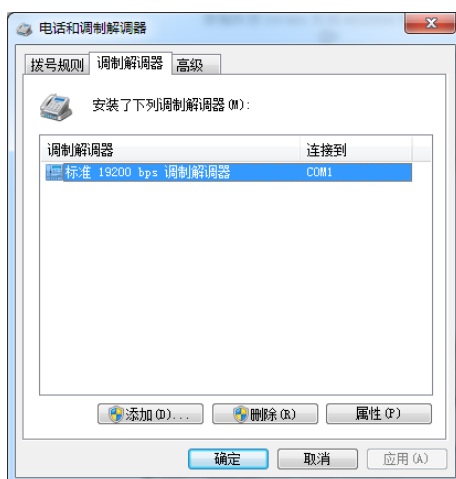 电话和调制解调器
拨号规则 调制解调器 高级
安装了下列调制解调器(M):
调制解调器 连接到
标准 19200 bps 调制解调器 COM1
添加(D)... 删除(R) 属性(P)
确定 取消 应用(A)